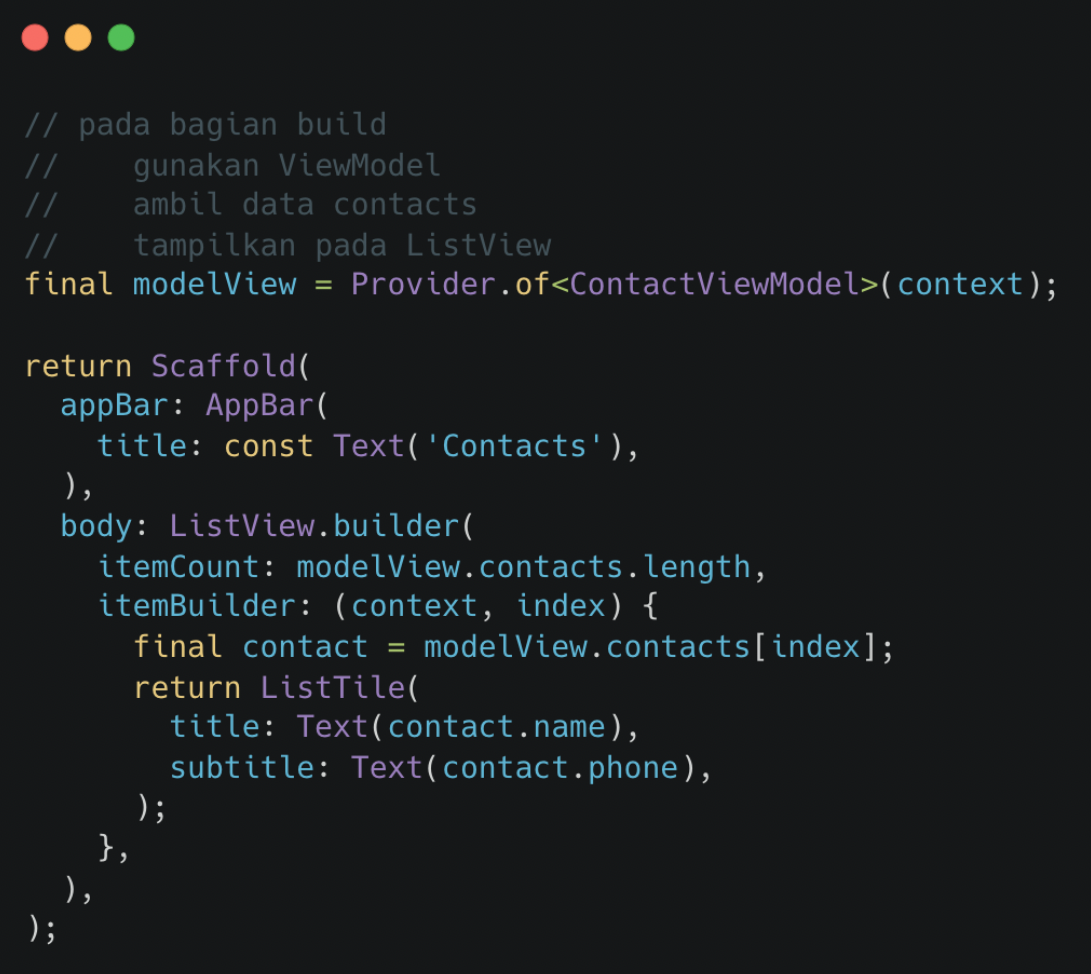 // pada bagian build
//    gunakan ViewModel
//    ambil data contacts
//    tampilkan pada ListView
final modelView = Provider.of<ContactViewModel>(context);

return Scaffold(
  appBar: AppBar(
    title: const Text('Contacts'),
  ),
  body: ListView.builder(
    itemCount: modelView.contacts.length,
    itemBuilder: (context, index) {
      final contact = modelView.contacts[index];
      return ListTile(
        title: Text(contact.name),
        subtitle: Text(contact.phone),
      );
    },
  ),
);